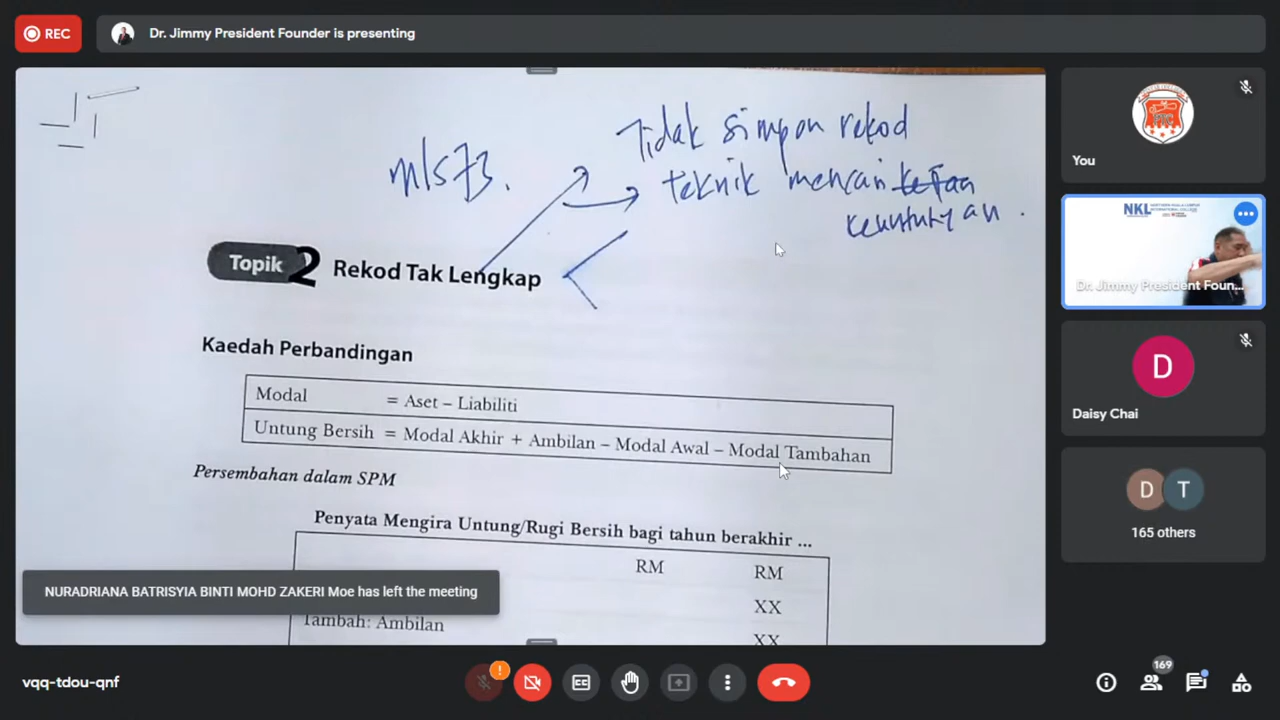 REC
Dr. Jimmy President Founder is presenting
Tidak simpan rekod
m/s 73.
teknik mencari
keuntungan.
Topik 2 Rekod Tak Lengkap
Kaedah Perbandingan
Modal = Aset – Liabiliti
Untung Bersih = Modal Akhir + Ambilan – Modal Awal – Modal Tambahan
Persembahan dalam SPM
Penyata Mengira Untung/Rugi Bersih bagi tahun berakhir ...
RM RM
XX
Tambah: Ambilan
XX
NURADRIANA BATRISYIA BINTI MOHD ZAKERI Moe has left the meeting
You
NKL
Dr. Jimmy President Foun...
D
Daisy Chai
D T
165 others
vqq-tdou-qnf
169